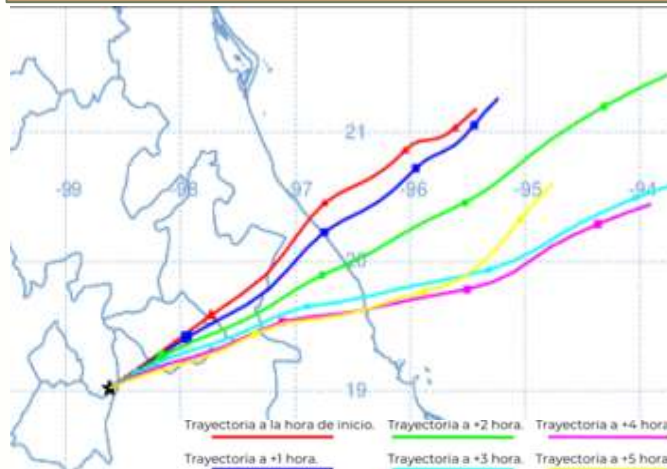 21
-99 -98 -97 -96 -95 -94
20
19
Trayectoria a la hora de inicio. Trayectoria a +2 hora. Trayectoria a +4 hora
Trayectoria a +1 hora. Trayectoria a +3 hora. Trayectoria a +5 hora